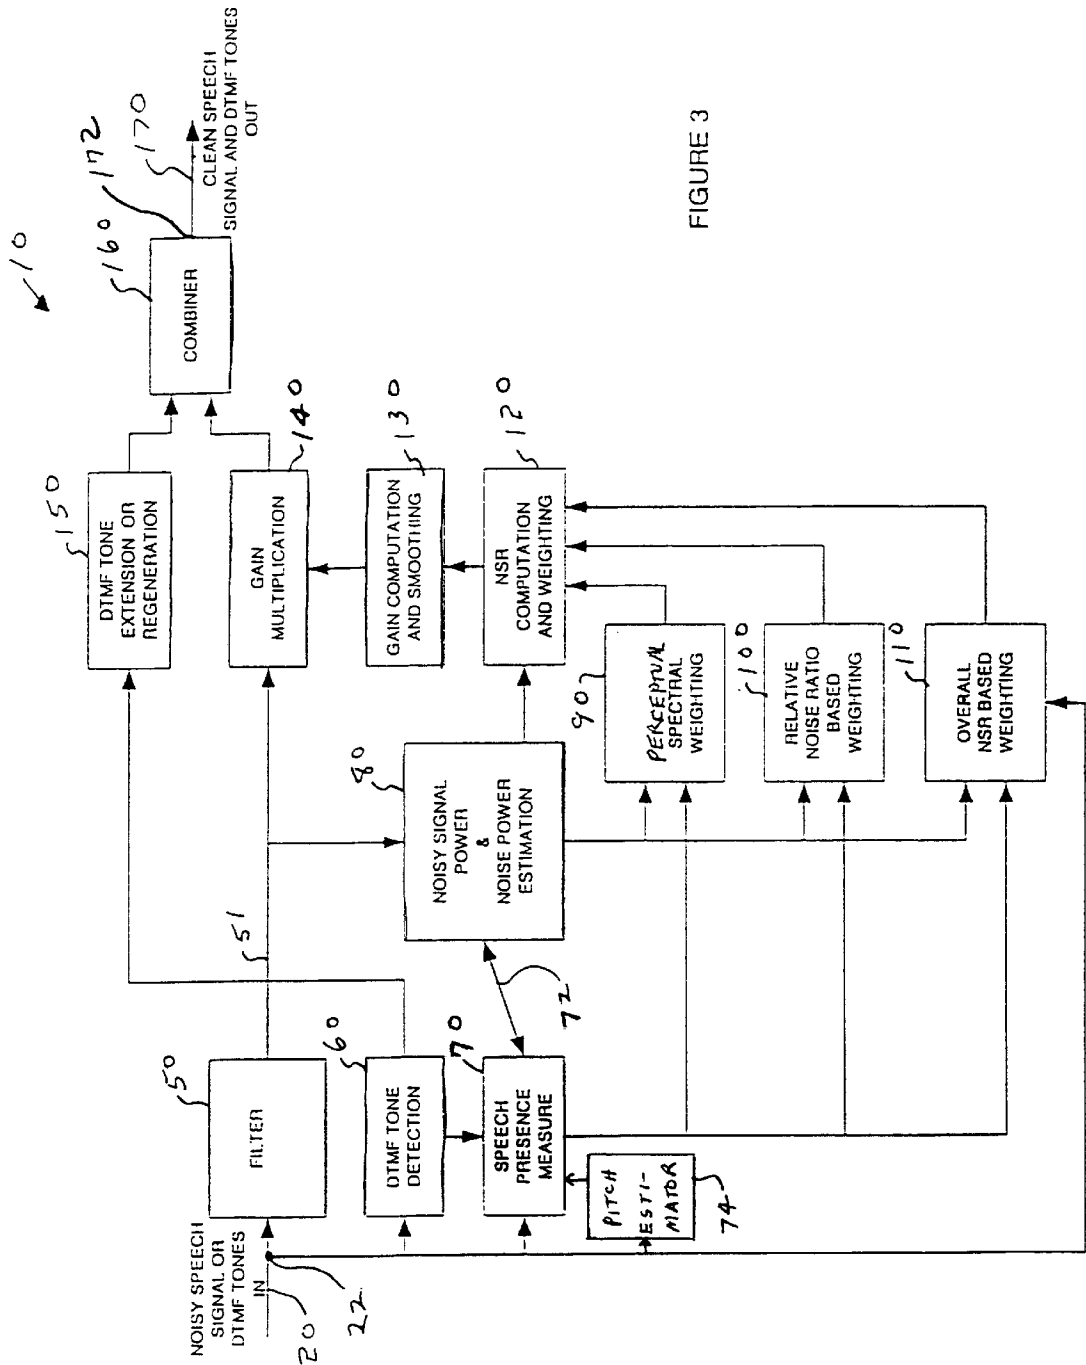 10
NOISY SPEECH
SIGNAL OR
DTMF TONES
IN
20
22
FILTER
50
51
DTMF TONE
DETECTION
60
SPEECH
PRESENCE
MEASURE
70
72
PITCH
ESTI-
MATOR
74
NOISY SIGNAL
POWER
&
NOISE POWER
ESTIMATION
80
PERCEPTUAL
SPECTRAL
WEIGHTING
90
RELATIVE
NOISE RATIO
BASED
WEIGHTING
100
OVERALL
NSR BASED
WEIGHTING
110
NSR
COMPUTATION
AND WEIGHTING
120
GAIN COMPUTATION
AND SMOOTHING
130
GAIN
MULTIPLICATION
140
DTMF TONE
EXTENSION OR
REGENERATION
150
COMBINER
160
172
170
CLEAN SPEECH
SIGNAL AND DTMF TONES
OUT
FIGURE 3